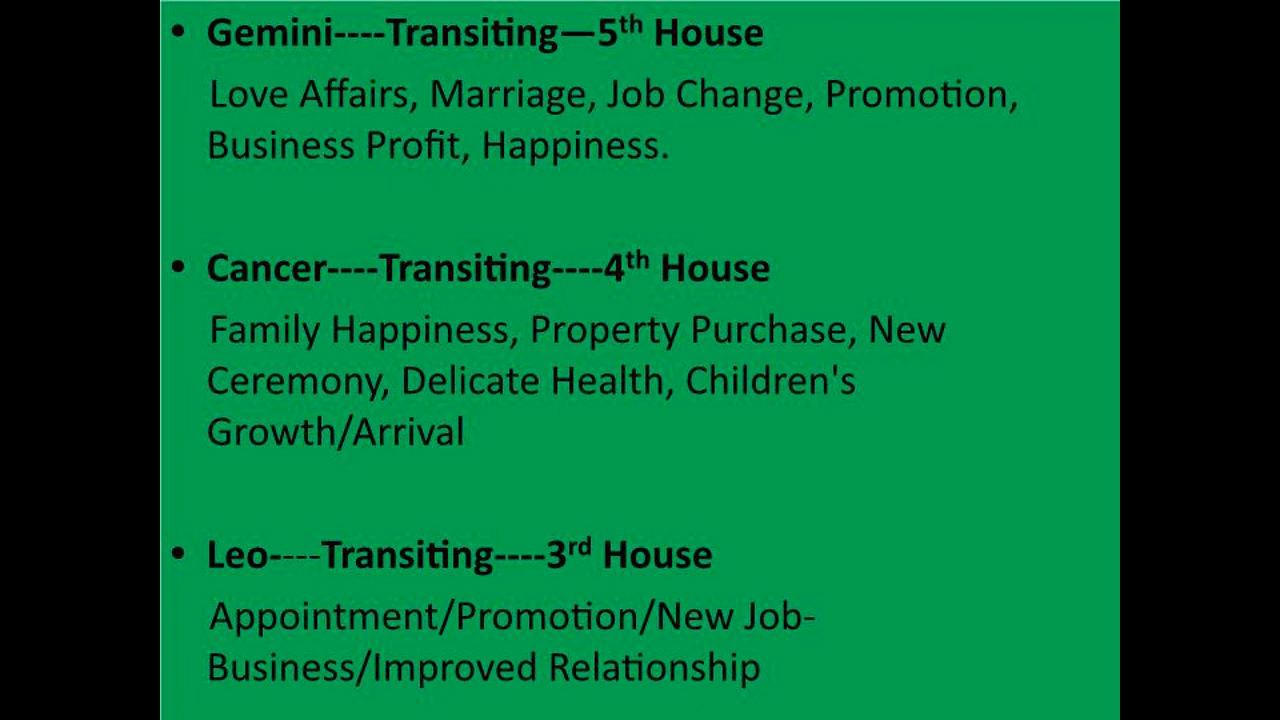 • Gemini----Transiting—5th House
Love Affairs, Marriage, Job Change, Promotion,
Business Profit, Happiness.
• Cancer----Transiting----4th House
Family Happiness, Property Purchase, New
Ceremony, Delicate Health, Children's
Growth/Arrival
• Leo----Transiting----3rd House
Appointment/Promotion/New Job-
Business/Improved Relationship